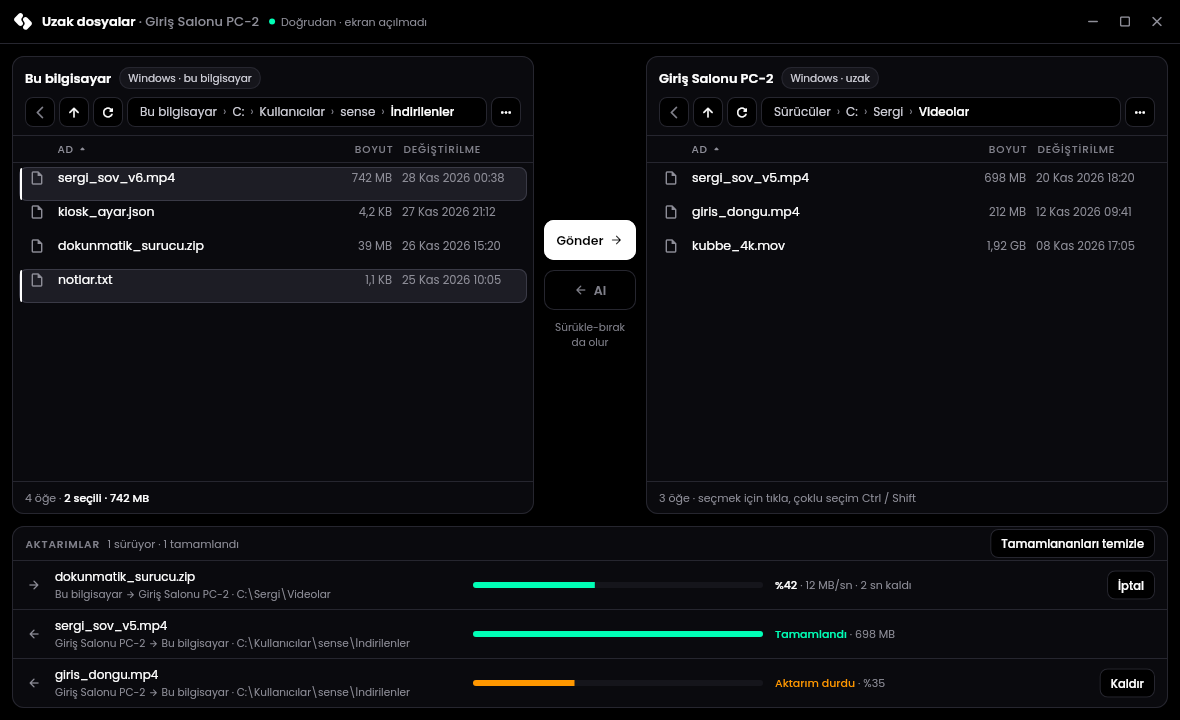 Uzak dosyalar · Giriş Salonu PC-2 Doğrudan · ekran açılmadı
Bu bilgisayar Windows · bu bilgisayar
Bu bilgisayar › C: › Kullanıcılar › sense › İndirilenler
AD BOYUT DEĞİŞTİRİLME
sergi_sov_v6.mp4 742 MB 28 Kas 2026 00:38
kiosk_ayar.json 4,2 KB 27 Kas 2026 21:12
dokunmatik_surucu.zip 39 MB 26 Kas 2026 15:20
notlar.txt 1,1 KB 25 Kas 2026 10:05
4 öğe · 2 seçili · 742 MB
Gönder →
← Al
Sürükle-bırak
da olur
Giriş Salonu PC-2 Windows · uzak
Sürücüler › C: › Sergi › Videolar
AD BOYUT DEĞİŞTİRİLME
sergi_sov_v5.mp4 698 MB 20 Kas 2026 18:20
giris_dongu.mp4 212 MB 12 Kas 2026 09:41
kubbe_4k.mov 1,92 GB 08 Kas 2026 17:05
3 öğe · seçmek için tıkla, çoklu seçim Ctrl / Shift
AKTARIMLAR 1 sürüyor · 1 tamamlandı Tamamlananları temizle
→ dokunmatik_surucu.zip %42 · 12 MB/sn · 2 sn kaldı İptal
Bu bilgisayar → Giriş Salonu PC-2 · C:\Sergi\Videolar
← sergi_sov_v5.mp4 Tamamlandı · 698 MB
Giriş Salonu PC-2 → Bu bilgisayar · C:\Kullanıcılar\sense\İndirilenler
← giris_dongu.mp4 Aktarım durdu · %35 Kaldır
Giriş Salonu PC-2 → Bu bilgisayar · C:\Kullanıcılar\sense\İndirilenler